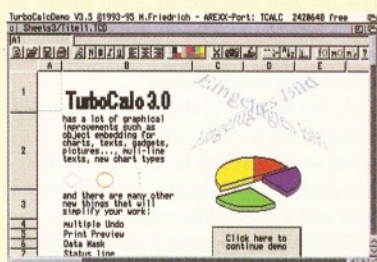 TurboCalcDemo V3.5 @1993-95 H.Friedrich - AREXX-Port: TCALC 2428648 free
Sheets3/Titel1.TCD
A1
A B C D E F
1
TurboCalc 3.0
has a lot of graphical
improvements such as
object embedding for
charts, texts, gadgets,
pictures..., multi-line
texts, new chart types
2
Eingefügtes Bild
3
and there are many other
new things that will
simplify your work:
4
multiple Undo
5
Print Preview
6
Data Mask
7
Status line
Click here to
continue demo